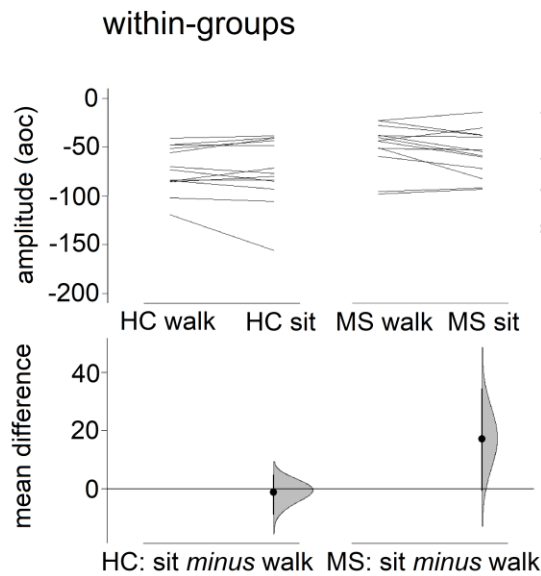 within-groups
amplitude (aoc)
0
-50
-100
-150
-200
HC walk HC sit MS walk MS sit
mean difference
40
20
0
HC: sit minus walk MS: sit minus walk